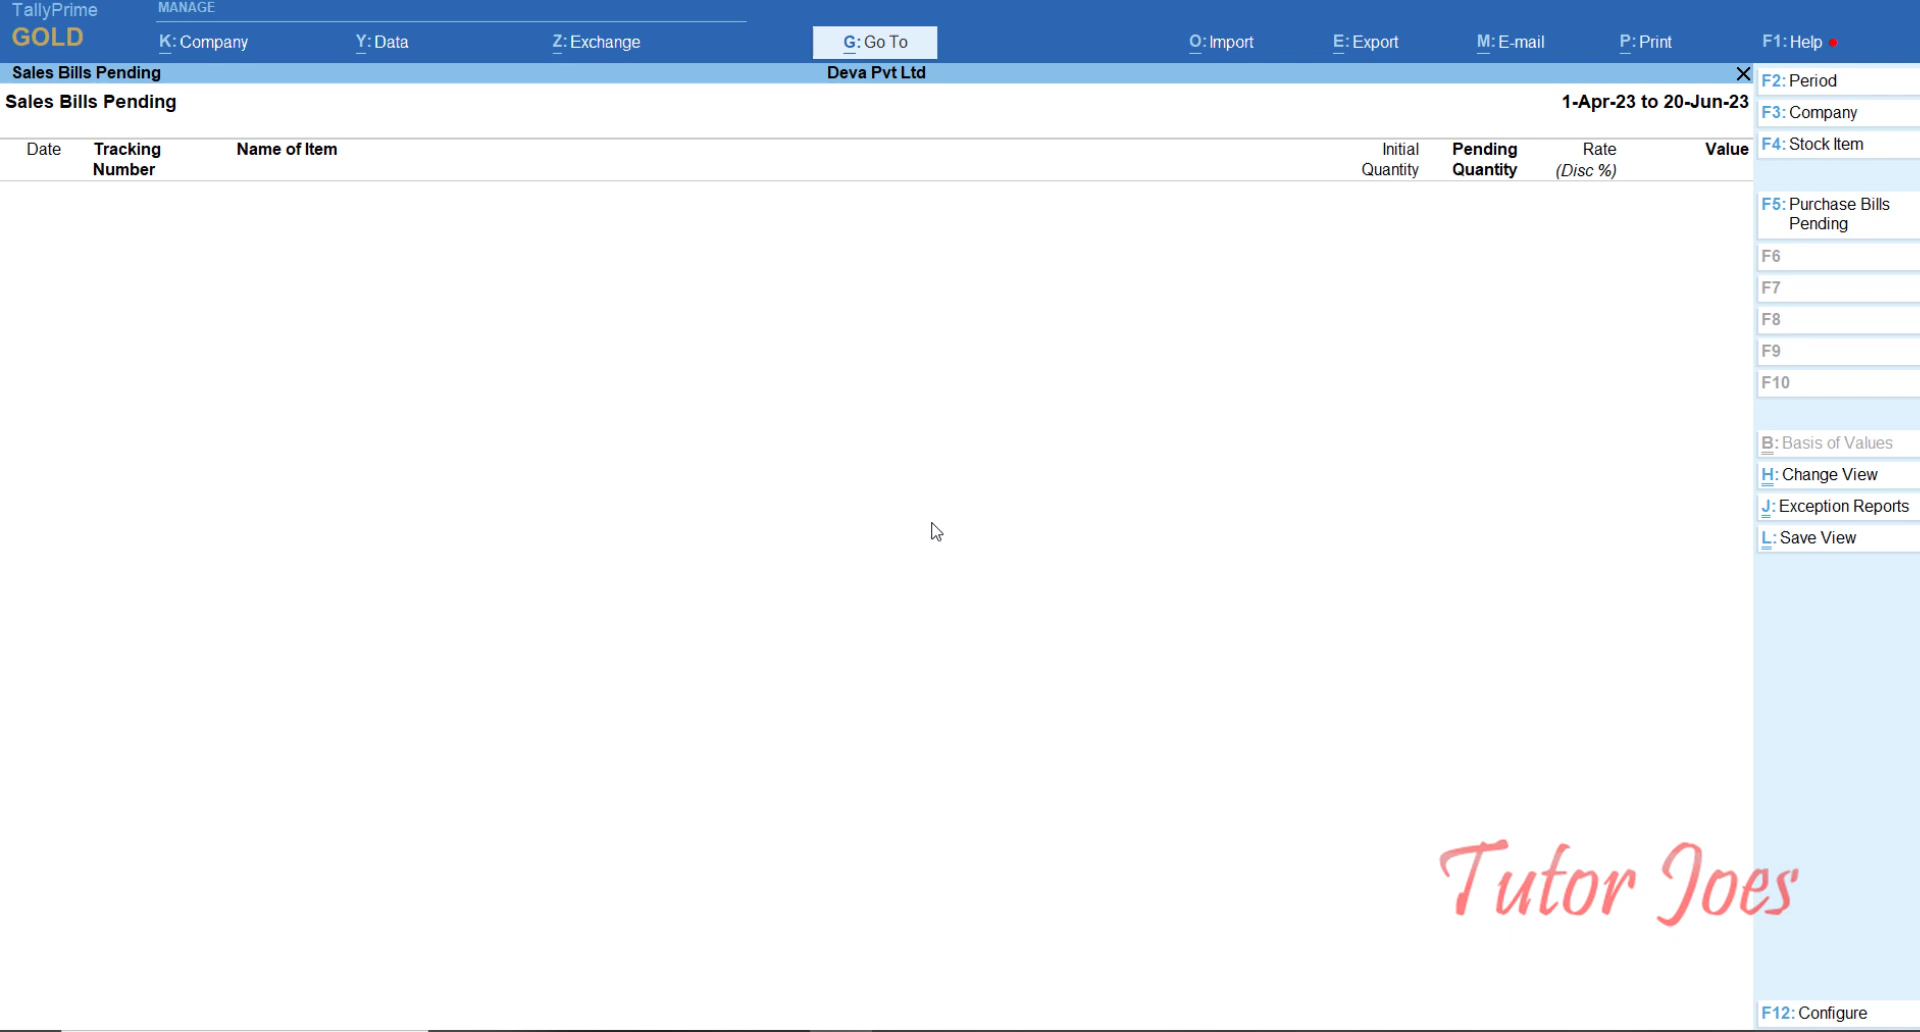 TallyPrime
GOLD
MANAGE
K: Company
Y: Data
Z: Exchange
G: Go To
O: Import
E: Export
M: E-mail
P: Print
F1: Help
Sales Bills Pending
Deva Pvt Ltd
Sales Bills Pending
1-Apr-23 to 20-Jun-23
Date
Tracking
Number
Name of Item
Initial
Quantity
Pending
Quantity
Rate
(Disc %)
Value
F2: Period
F3: Company
F4: Stock Item
F5: Purchase Bills
Pending
F6
F7
F8
F9
F10
B: Basis of Values
H: Change View
J: Exception Reports
L: Save View
Tutor Joes
F12: Configure